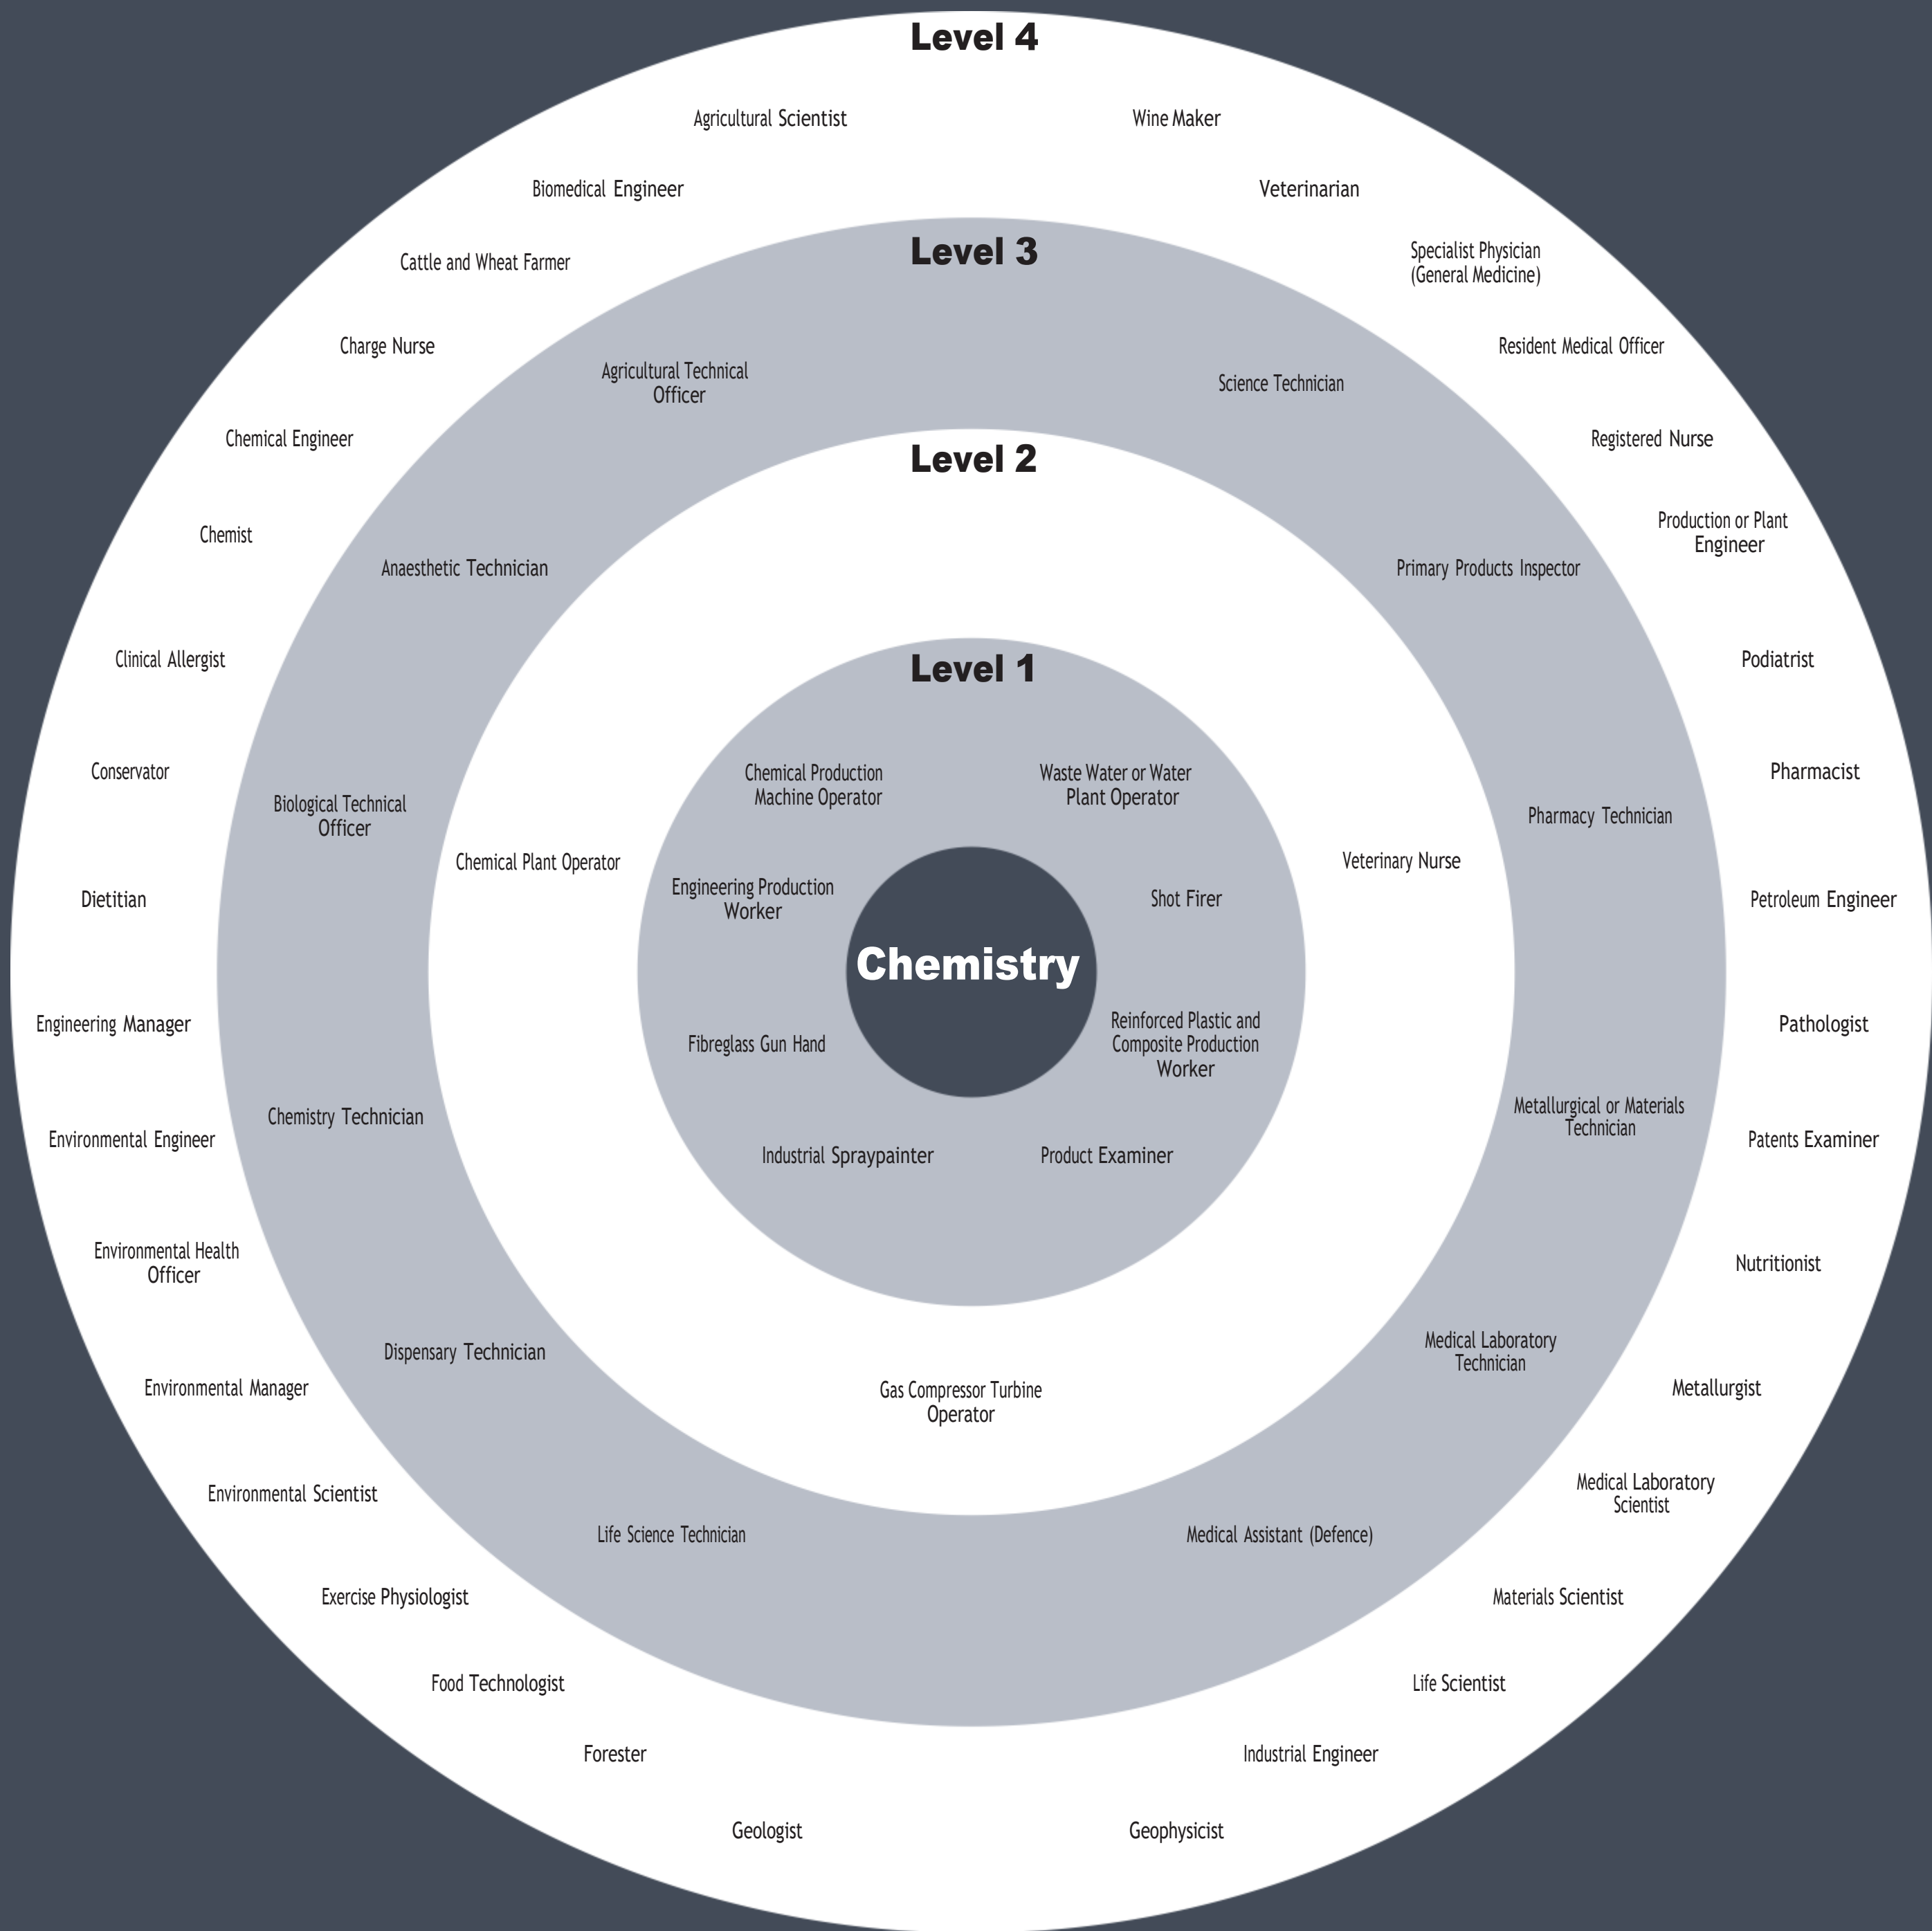 Level 4
Agricultural Scientist
Wine Maker
Biomedical Engineer
Veterinarian
Cattle and Wheat Farmer
Specialist Physician
(General Medicine)
Charge Nurse
Resident Medical Officer
Chemical Engineer
Registered Nurse
Chemist
Production or Plant
Engineer
Clinical Allergist
Podiatrist
Conservator
Pharmacist
Dietitian
Petroleum Engineer
Engineering Manager
Pathologist
Environmental Engineer
Patents Examiner
Environmental Health
Officer
Nutritionist
Environmental Manager
Metallurgist
Environmental Scientist
Medical Laboratory
Scientist
Exercise Physiologist
Materials Scientist
Food Technologist
Life Scientist
Forester
Industrial Engineer
Geologist
Geophysicist
Level 3
Agricultural Technical
Officer
Science Technician
Anaesthetic Technician
Primary Products Inspector
Biological Technical
Officer
Pharmacy Technician
Chemistry Technician
Metallurgical or Materials
Technician
Dispensary Technician
Medical Laboratory
Technician
Life Science Technician
Medical Assistant (Defence)
Level 2
Chemical Plant Operator
Veterinary Nurse
Gas Compressor Turbine
Operator
Level 1
Chemical Production
Machine Operator
Waste Water or Water
Plant Operator
Engineering Production
Worker
Shot Firer
Fibreglass Gun Hand
Reinforced Plastic and
Composite Production
Worker
Industrial Spraypainter
Product Examiner
Chemistry